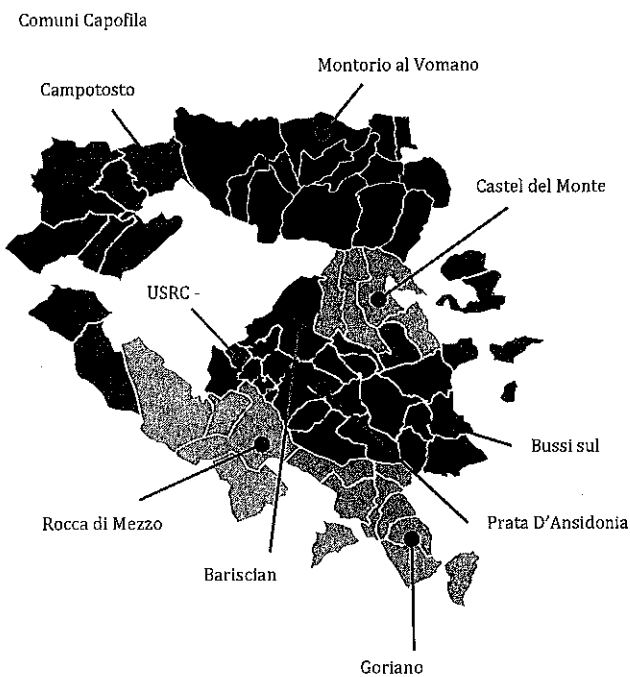 Comuni Capofila
Montorio al Vomano
Campotosto
Castel del Monte
USRC -
Bussi sul
Rocca di Mezzo
Prata D'Ansidonia
Bariscian
Goriano